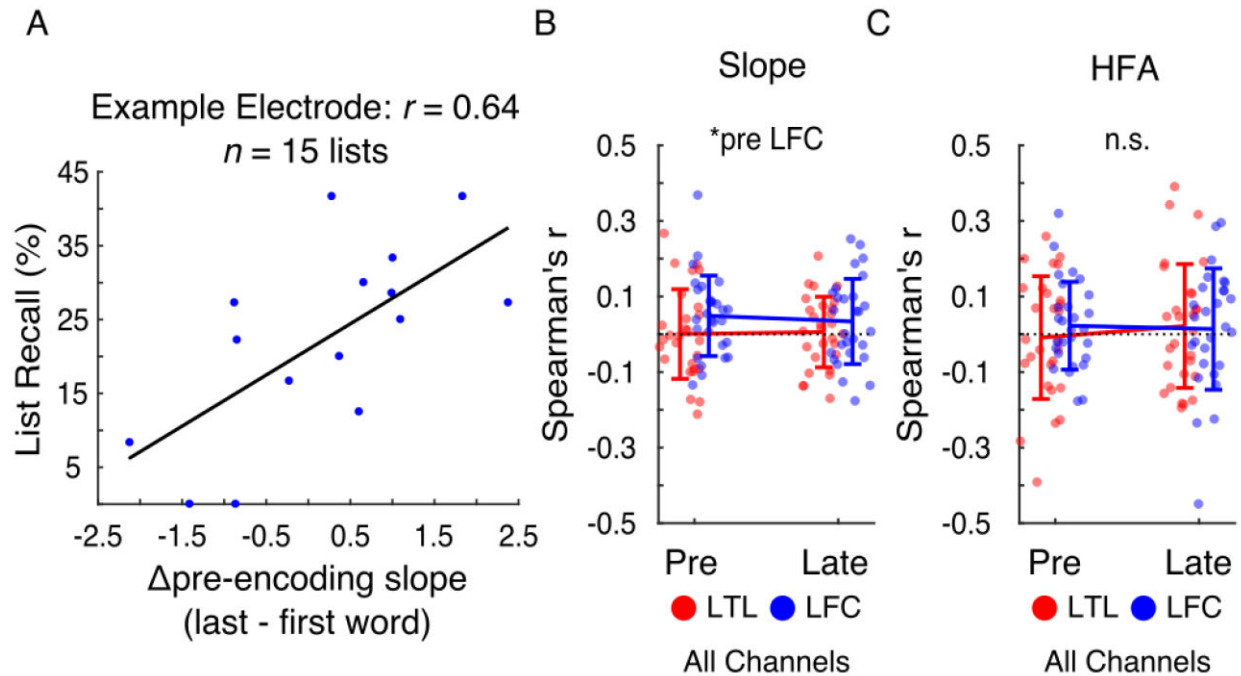 A
Example Electrode: r = 0.64
n = 15 lists
List Recall (%)
45
35
25
15
5
-2.5
-1.5
-0.5
0.5
1.5
2.5
Δpre-encoding slope
(last - first word)
B
Slope
*pre LFC
Spearman's r
0.5
0.3
0.1
-0.1
-0.3
-0.5
Pre
Late
LTL
LFC
All Channels
C
HFA
n.s.
Spearman's r
0.5
0.3
0.1
-0.1
-0.3
-0.5
Pre
Late
LTL
LFC
All Channels